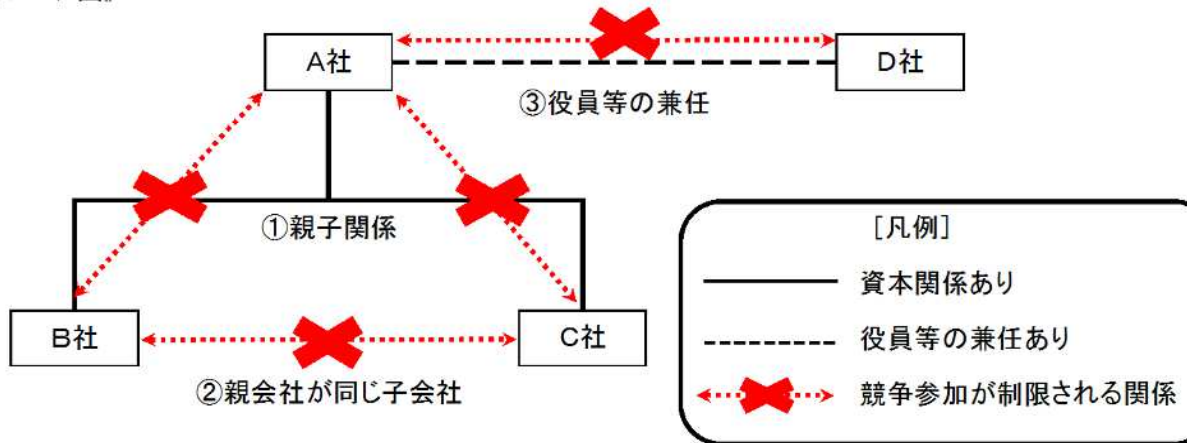 A社
D社
③役員等の兼任
①親子関係
B社
C社
②親会社が同じ子会社
[凡例]
資本関係あり
役員等の兼任あり
競争参加が制限される関係